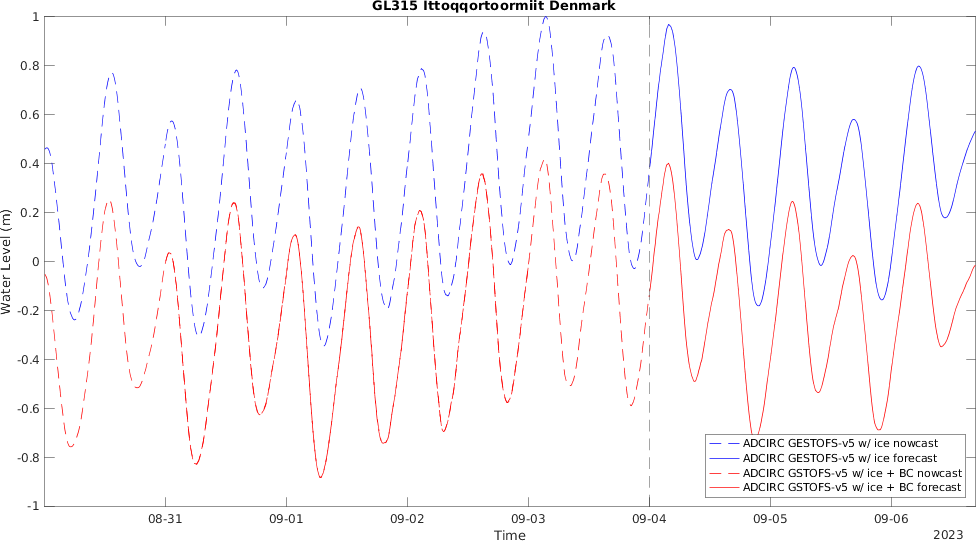 GL315 Ittoqqortoormiit Denmark
1
0.8
0.6
0.4
0.2
0
-0.2
-0.4
-0.6
-0.8
-1
Water Level (m)
ADCIRC GESTOFS-v5 w/ ice nowcast
ADCIRC GESTOFS-v5 w/ ice forecast
ADCIRC GSTOFS-v5 w/ ice + BC nowcast
ADCIRC GSTOFS-v5 w/ ice + BC forecast
08-31 09-01 09-02 09-03 09-04 09-05 09-06
Time
2023